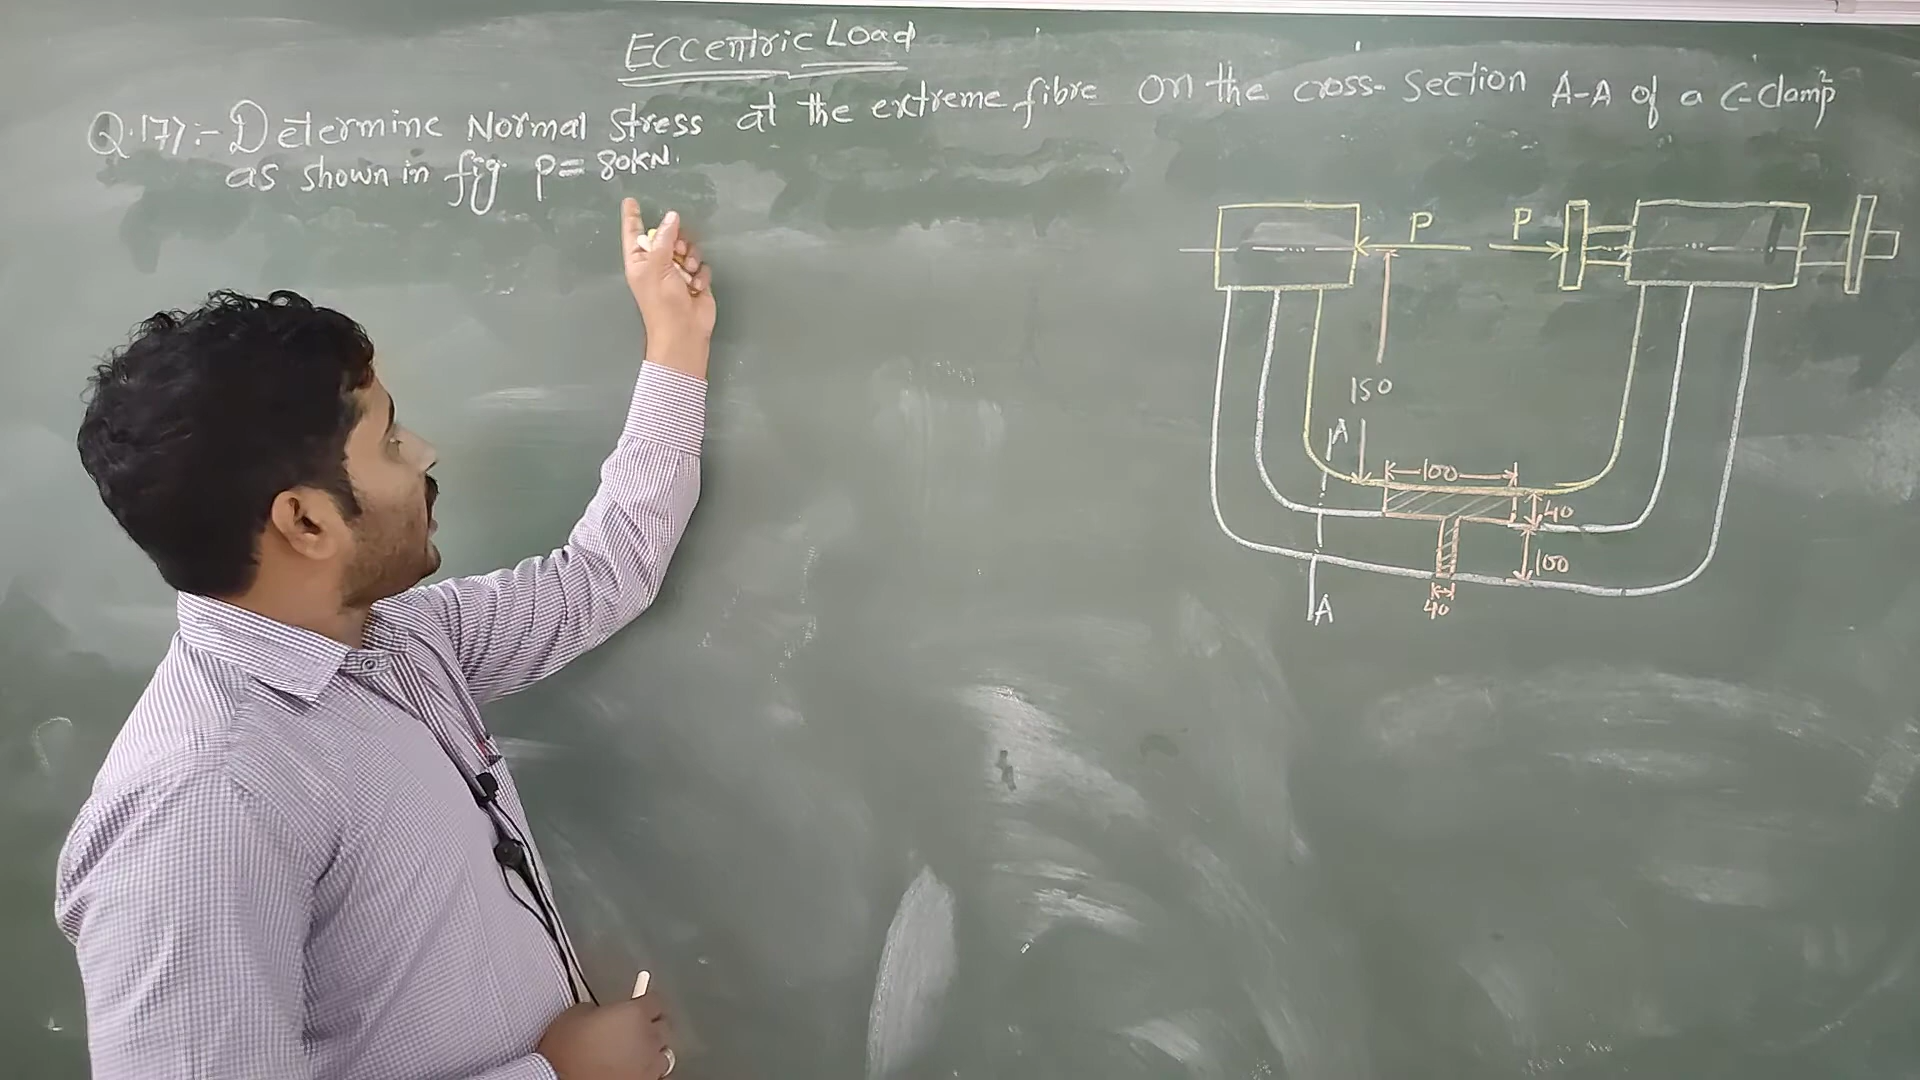 Eccentric Load
Q.17):- Determine Normal Stress at the extreme fibre on the cross-section A-A of a C-clamp
as shown in fig. P= 80kN.
P P
150
A
100
40
100
40
A